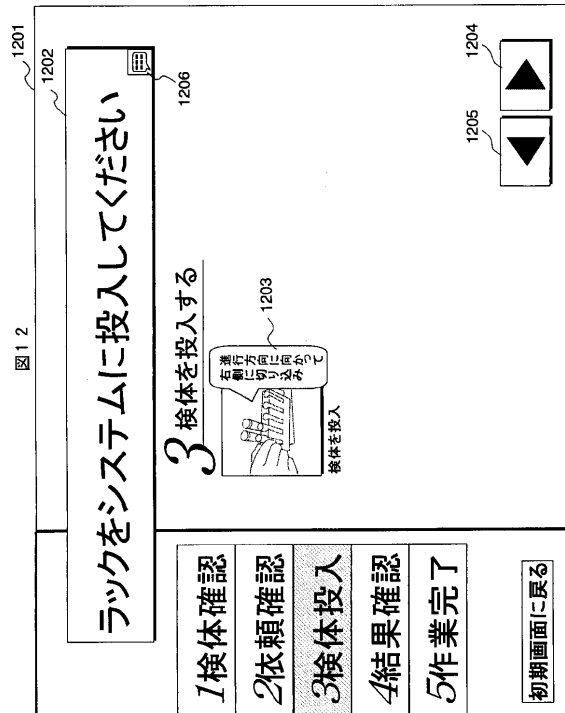 図12
1201
1202
ラックをシステムに投入してください
1206
1検体確認
2依頼確認
3検体投入
4結果確認
5作業完了
初期画面に戻る
3 検体を投入する
1203
進行方向に向かって
右側に切り込み
検体を投入
1205
1204